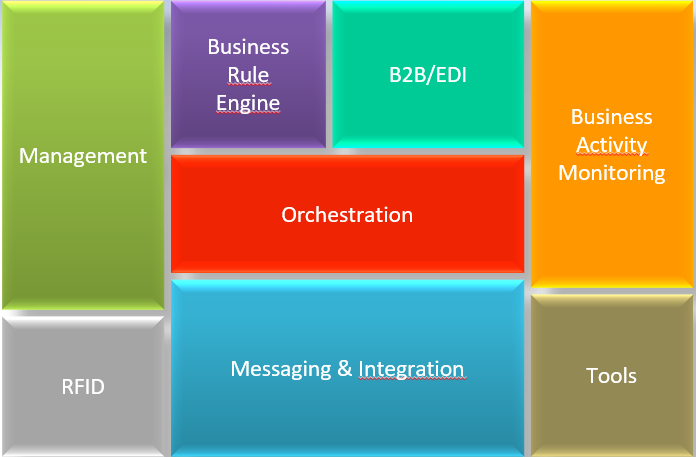 Management
Business
Rule
Engine
B2B/EDI
Business
Activity
Monitoring
Orchestration
RFID
Messaging & Integration
Tools